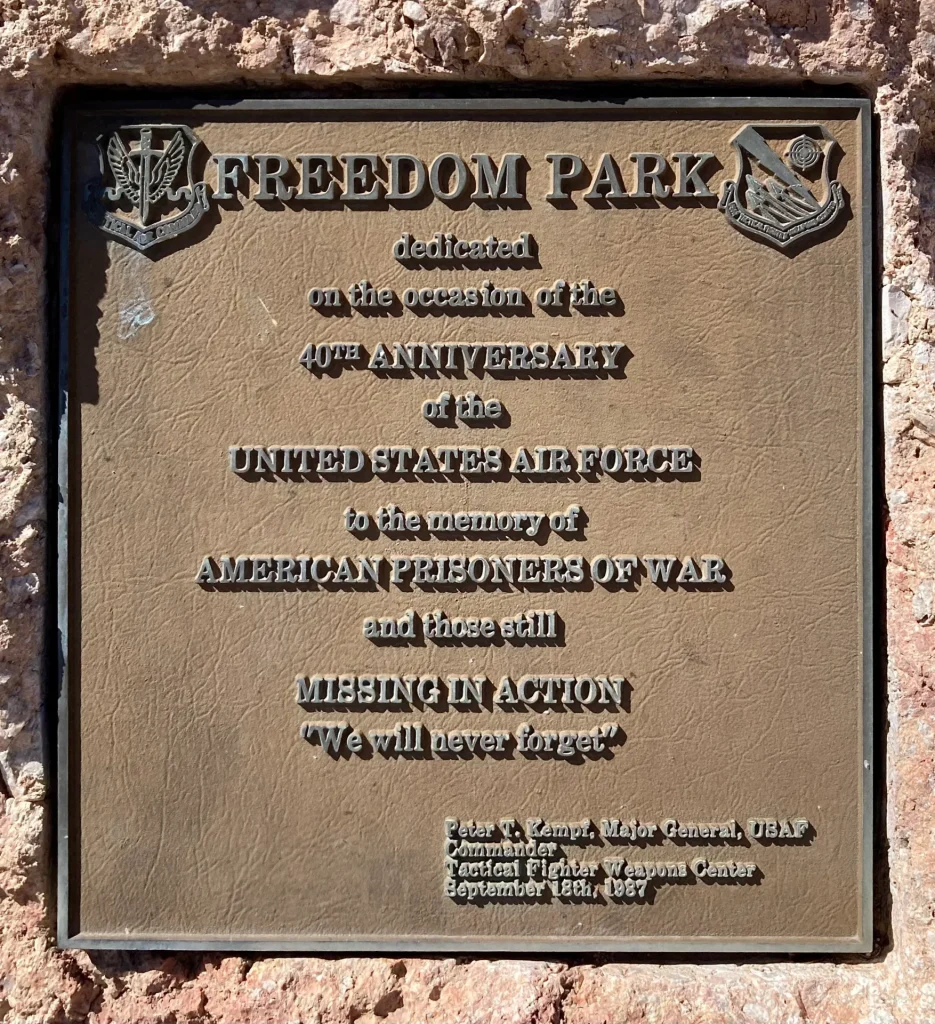 FREEDOM PARK
dedicated
on the occasion of the
40TH ANNIVERSARY
of the
UNITED STATES AIR FORCE
to the memory of
AMERICAN PRISONERS OF WAR
and those still
MISSING IN ACTION
"We will never forget"
Peter T. Kempf, Major General, USAF
Commander
Tactical Fighter Weapons Center
September 18th, 1987